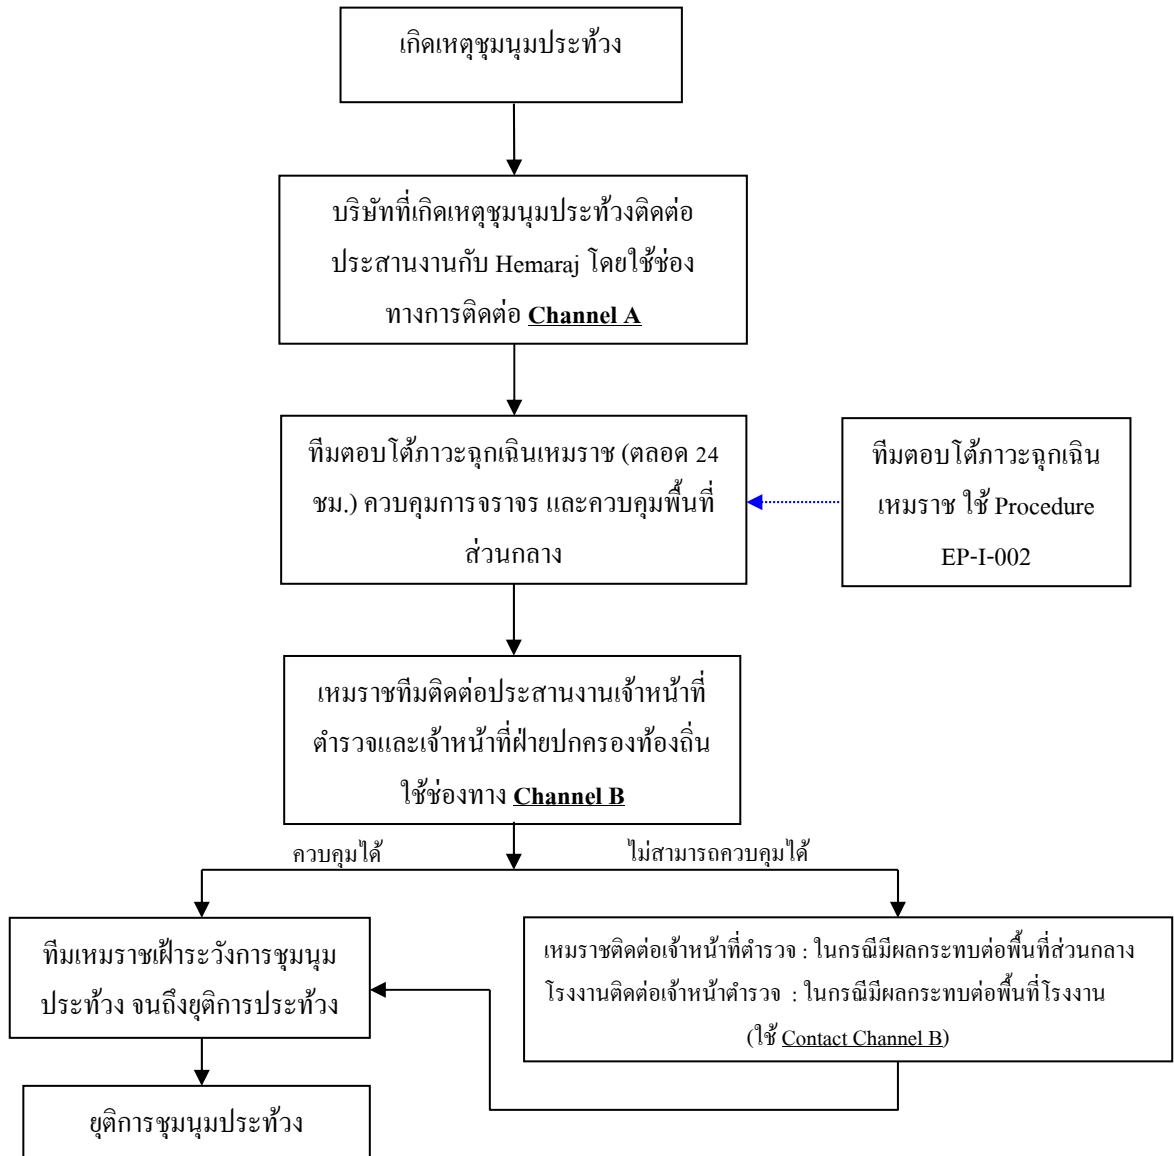 เกิดเหตุชุมนุมประท้วง
บริษัทที่เกิดเหตุชุมนุมประท้วงติดต่อ
ประสานงานกับ Hemaraj โดยใช้ช่อง
ทางการติดต่อ Channel A
ทีมตอบโต้ภาวะฉุกเฉินเหมราช (ตลอด 24
ชม.) ควบคุมการจราจร และควบคุมพื้นที่
ส่วนกลาง
ทีมตอบโต้ภาวะฉุกเฉิน
เหมราช ใช้ Procedure
EP-I-002
เหมราชทีมติดต่อประสานงานเจ้าหน้าที่
ตำรวจและเจ้าหน้าที่ฝ่ายปกครองท้องถิ่น
ใช้ช่องทาง Channel B
ควบคุมได้
ไม่สามารถควบคุมได้
ทีมเหมราชเฝ้าระวังการชุมนุม
ประท้วง จนถึงยุติการประท้วง
เหมราชติดต่อเจ้าหน้าที่ตำรวจ : ในกรณีมีผลกระทบต่อพื้นที่ส่วนกลาง
โรงงานติดต่อเจ้าหน้าตำรวจ : ในกรณีมีผลกระทบต่อพื้นที่โรงงาน
(ใช้ Contact Channel B)
ยุติการชุมนุมประท้วง